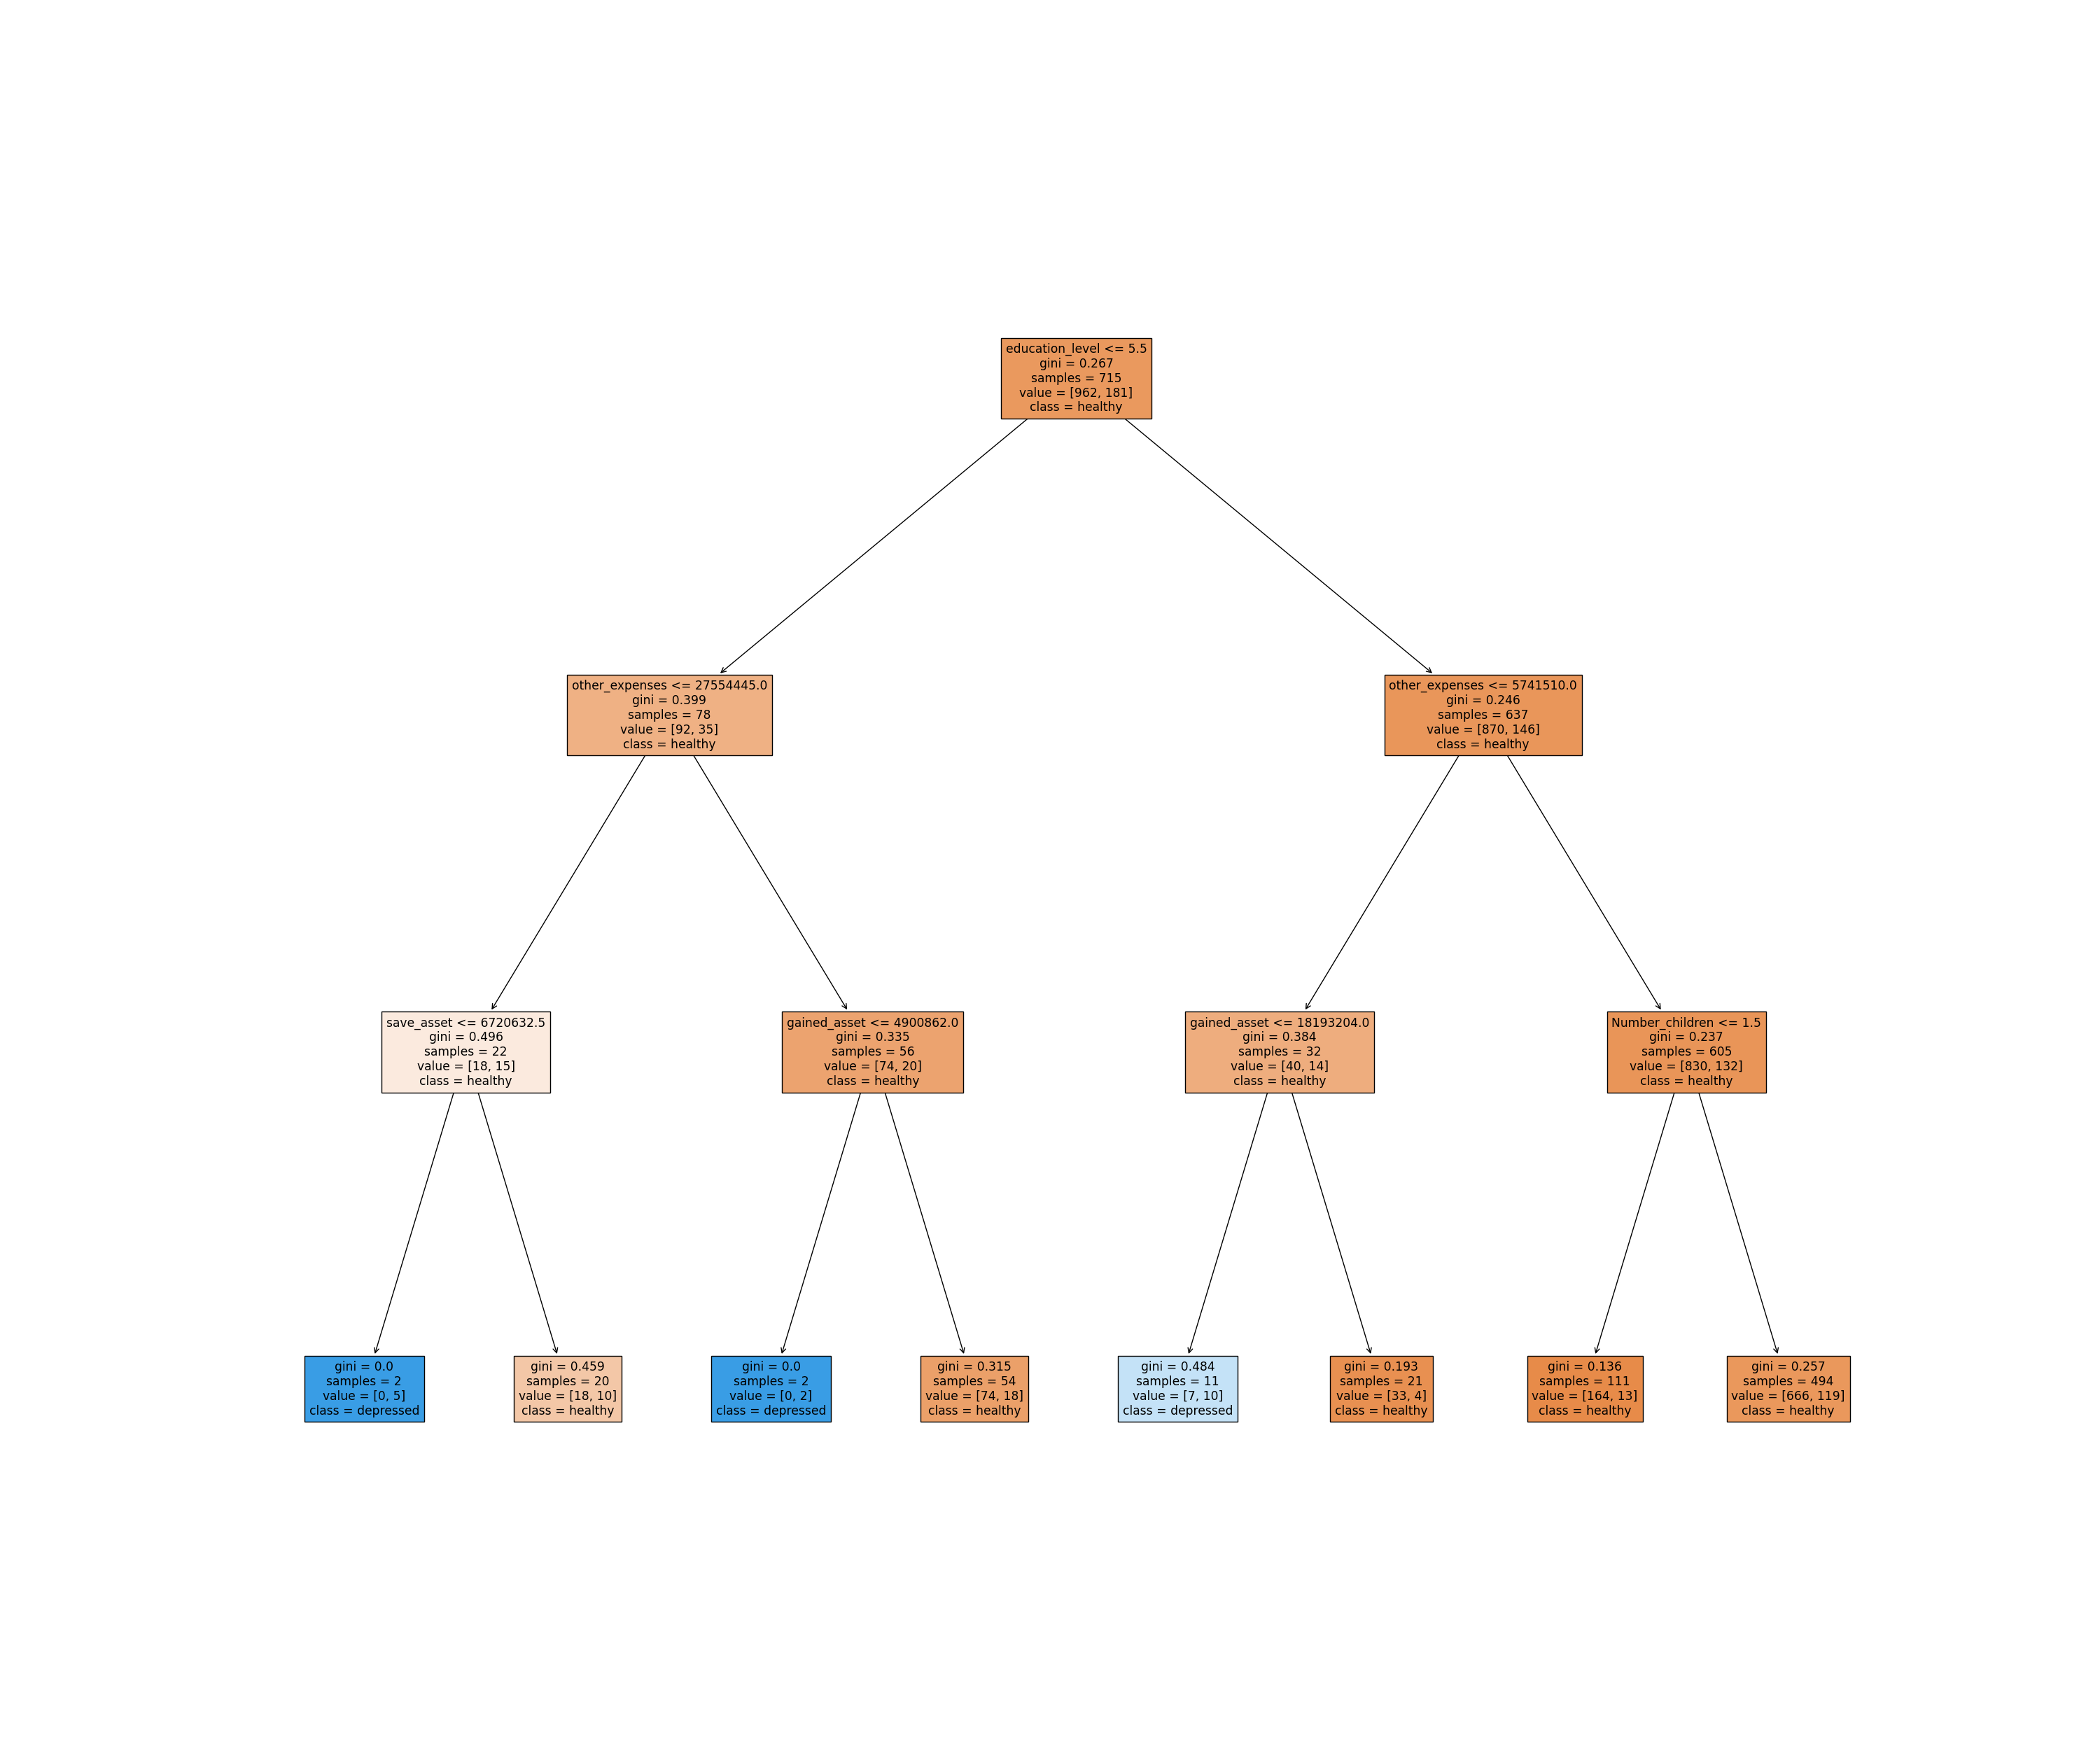 education_level <= 5.5
gini = 0.267
samples = 715
value = [962, 181]
class = healthy
other_expenses <= 27554445.0
gini = 0.399
samples = 78
value = [92, 35]
class = healthy
other_expenses <= 5741510.0
gini = 0.246
samples = 637
value = [870, 146]
class = healthy
save_asset <= 6720632.5
gini = 0.496
samples = 22
value = [18, 15]
class = healthy
gained_asset <= 4900862.0
gini = 0.335
samples = 56
value = [74, 20]
class = healthy
gained_asset <= 18193204.0
gini = 0.384
samples = 32
value = [40, 14]
class = healthy
Number_children <= 1.5
gini = 0.237
samples = 605
value = [830, 132]
class = healthy
gini = 0.0
samples = 2
value = [0, 5]
class = depressed
gini = 0.459
samples = 20
value = [18, 10]
class = healthy
gini = 0.0
samples = 2
value = [0, 2]
class = depressed
gini = 0.315
samples = 54
value = [74, 18]
class = healthy
gini = 0.484
samples = 11
value = [7, 10]
class = depressed
gini = 0.193
samples = 21
value = [33, 4]
class = healthy
gini = 0.136
samples = 111
value = [164, 13]
class = healthy
gini = 0.257
samples = 494
value = [666, 119]
class = healthy